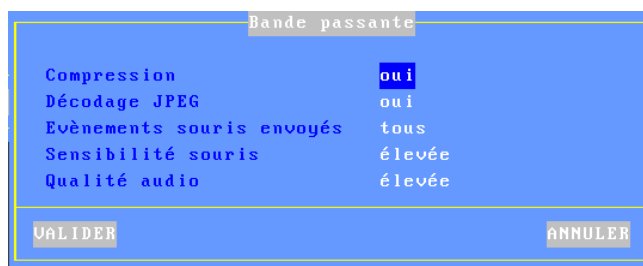 Bande passante
Compression oui
Décodage JPEG oui
Evènements souris envoyés tous
Sensibilité souris élevée
Qualité audio élevée
VALIDER ANNULER